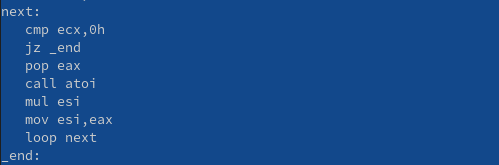 next:
cmp ecx,0h
jz _end
pop eax
call atoi
mul esi
mov esi,eax
loop next
_end: